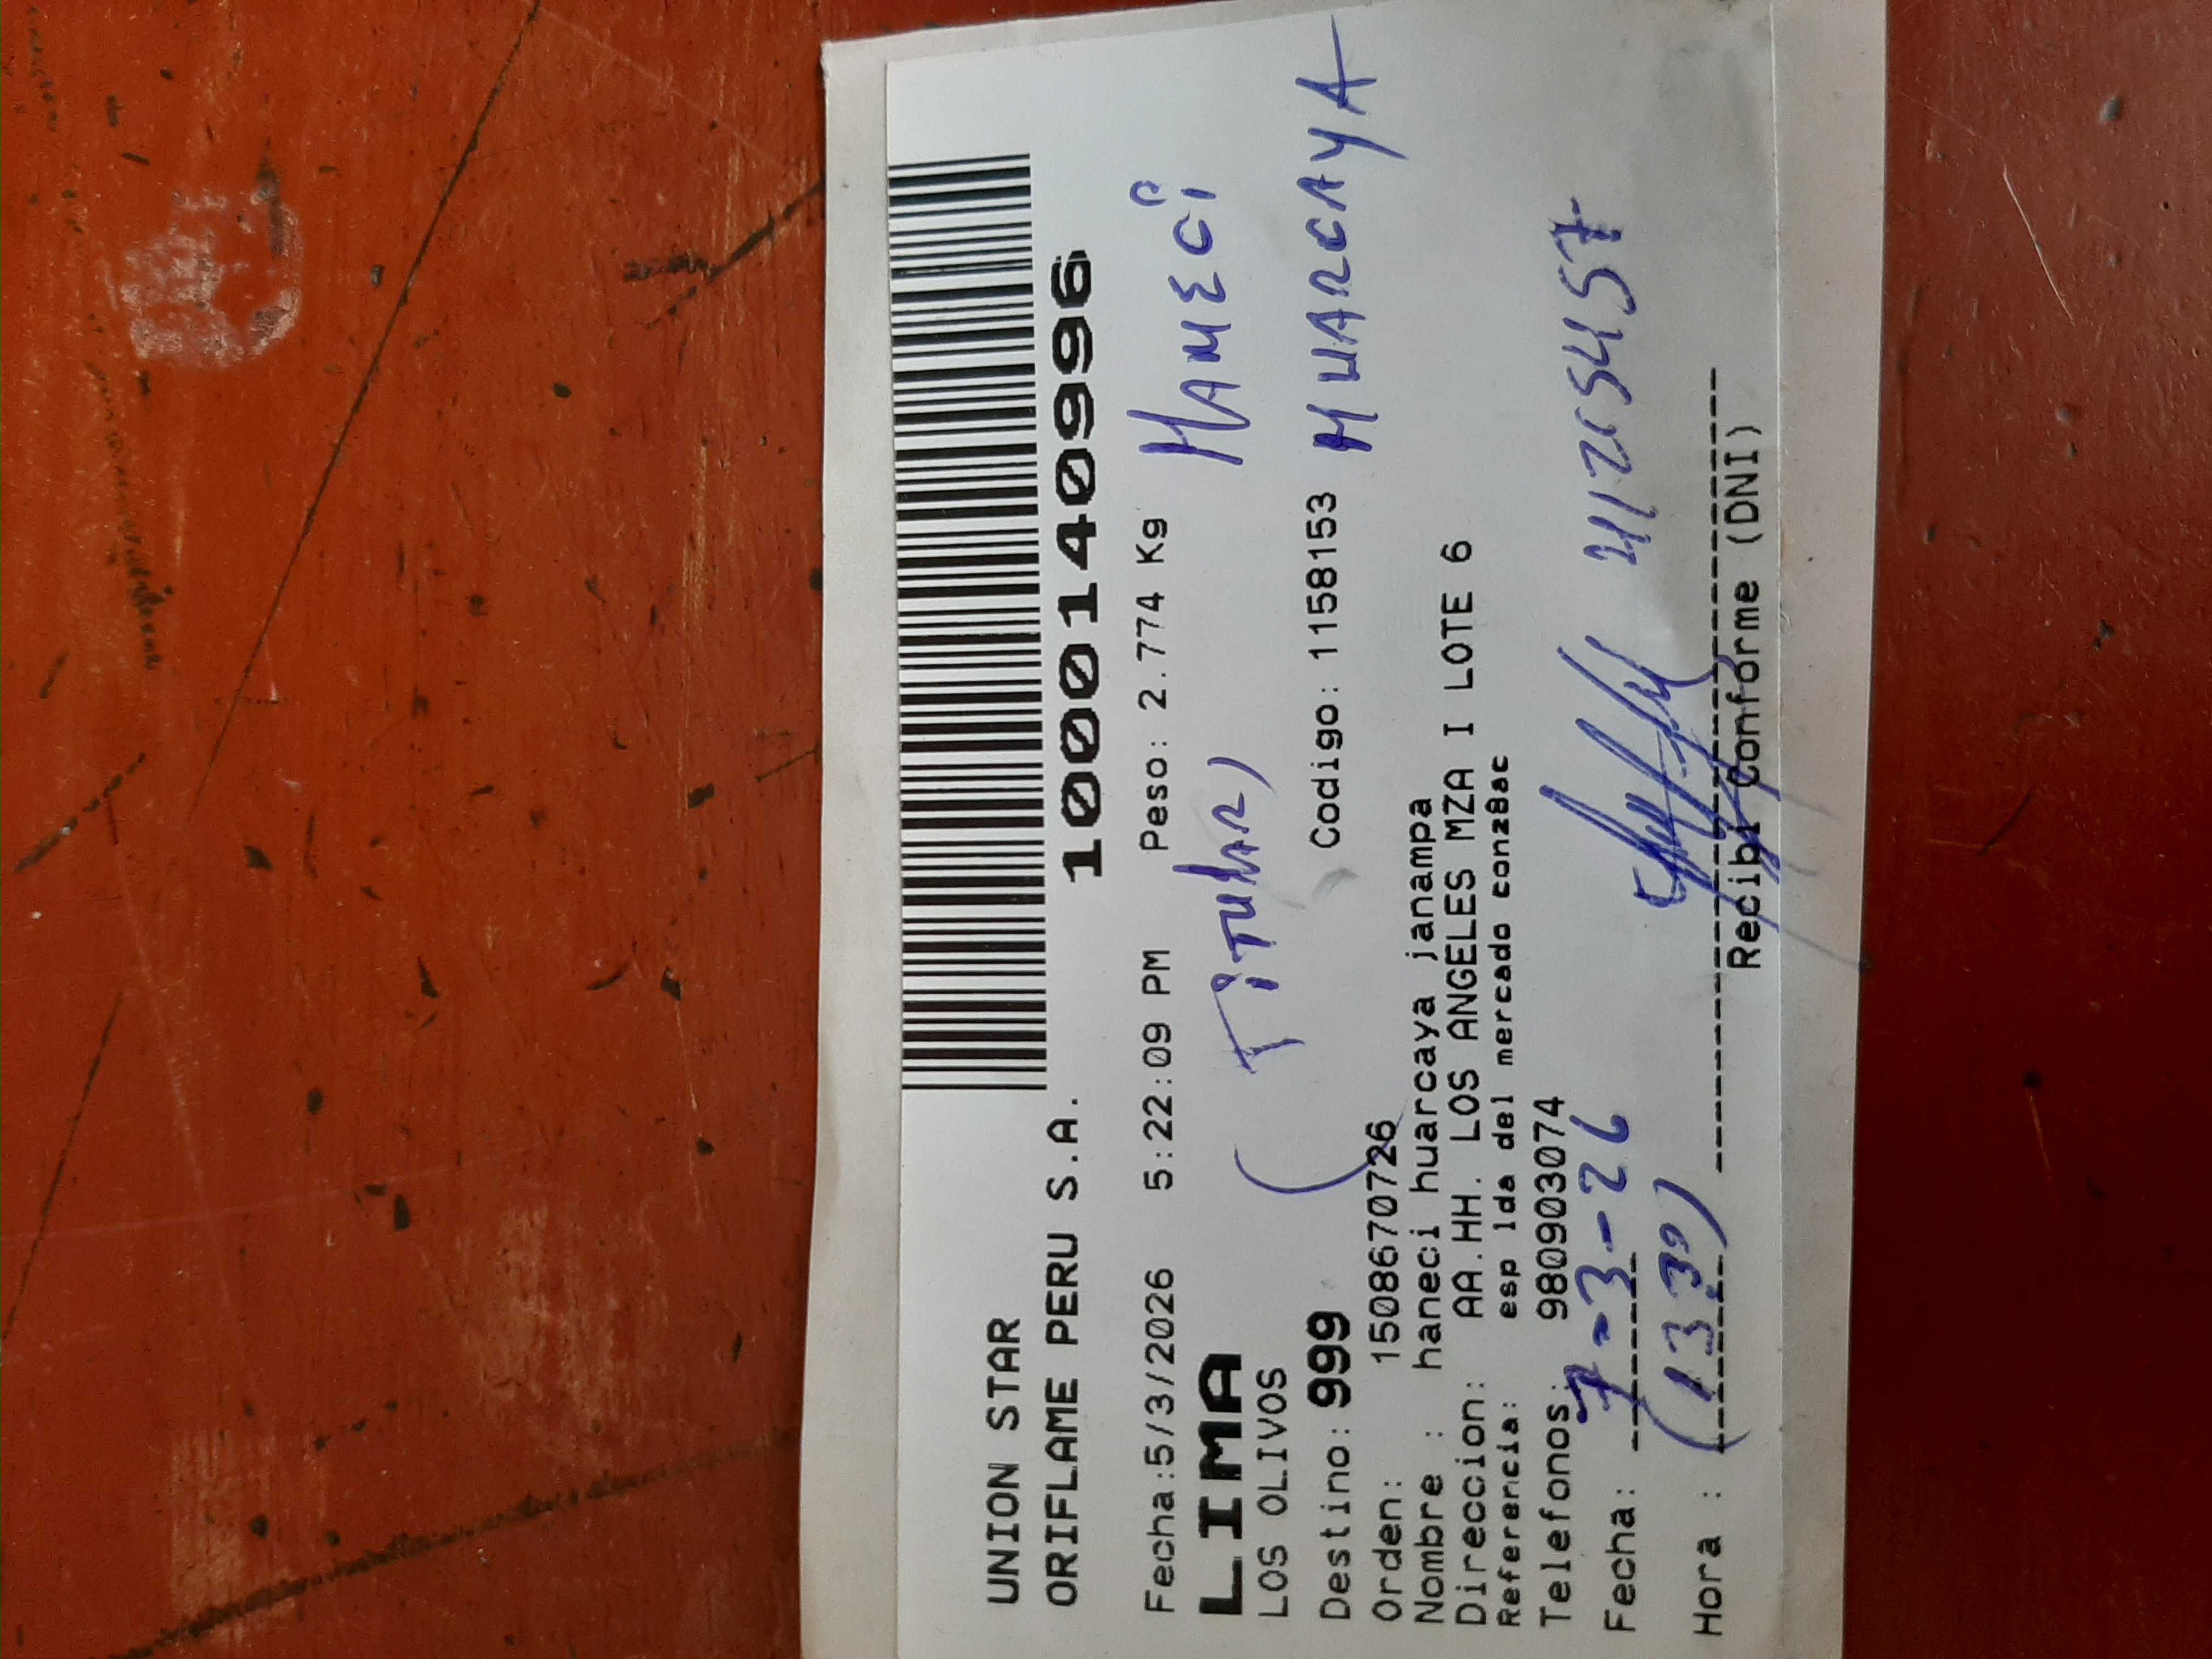 UNION STAR
ORIFLAME PERU S.A.
1000140996
Fecha:5/3/2026 5:22:09 PM Peso: 2.774 Kg
HANECI
LIMA
(TITULAR)
LOS OLIVOS
Destino: 999 Codigo: 1158153
HUARCAYA
Orden: 1508670726
Nombre : haneci huarcaya janampa
Direccion: AA.HH. LOS ANGELES MZA I LOTE 6
Referencia: esp lda del mercado conz8ac
Telefonos: 980903074
Fecha: 7-3-26
41254457
Hora : (13:39)
Recibi Conforme (DNI)